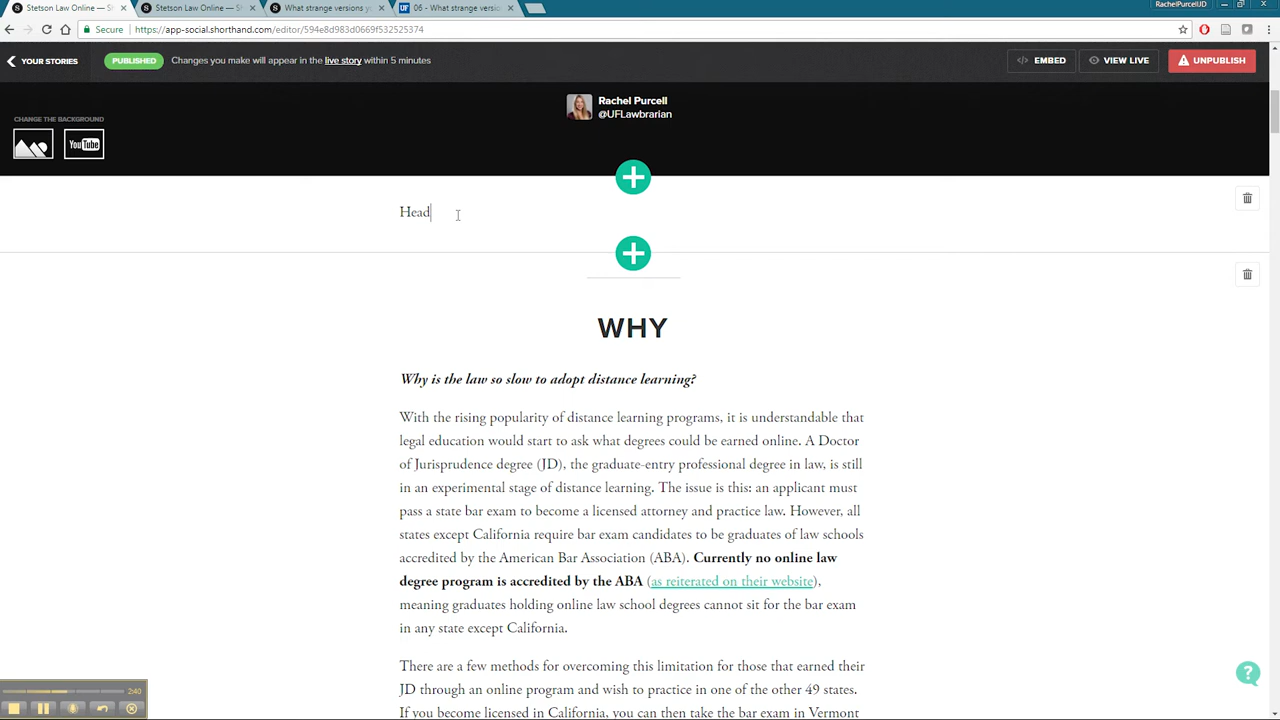 RachelPurcellUD
Stetson Law Online — St
Stetson Law Online — St
What strange versions yo
06 - What strange versio
Secure
https://app-social.shorthand.com/editor/594e8d983d0669f532525374
YOUR STORIES
PUBLISHED
Changes you make will appear in the live story within 5 minutes
</> EMBED
VIEW LIVE
UNPUBLISH
CHANGE THE BACKGROUND
YouTube
Rachel Purcell
@UFLawbrarian
Head
WHY
Why is the law so slow to adopt distance learning?
With the rising popularity of distance learning programs, it is understandable that
legal education would start to ask what degrees could be earned online. A Doctor
of Jurisprudence degree (JD), the graduate-entry professional degree in law, is still
in an experimental stage of distance learning. The issue is this: an applicant must
pass a state bar exam to become a licensed attorney and practice law. However, all
states except California require bar exam candidates to be graduates of law schools
accredited by the American Bar Association (ABA). Currently no online law
degree program is accredited by the ABA (as reiterated on their website),
meaning graduates holding online law school degrees cannot sit for the bar exam
in any state except California.
There are a few methods for overcoming this limitation for those that earned their
JD through an online program and wish to practice in one of the other 49 states.
If you become licensed in California, you can then take the bar exam in Vermont
?
2:40